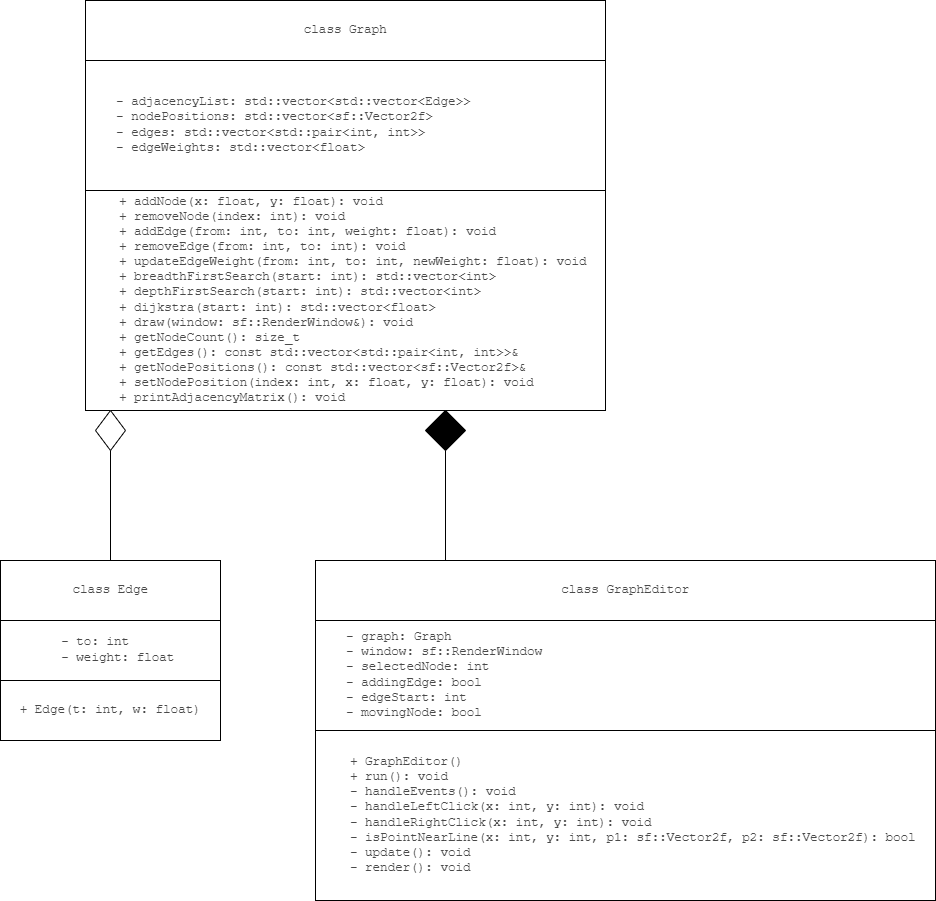 class Graph
- adjacencyList: std::vector<std::vector<Edge>>
- nodePositions: std::vector<sf::Vector2f>
- edges: std::vector<std::pair<int, int>>
- edgeWeights: std::vector<float>
+ addNode(x: float, y: float): void
+ removeNode(index: int): void
+ addEdge(from: int, to: int, weight: float): void
+ removeEdge(from: int, to: int): void
+ updateEdgeWeight(from: int, to: int, newWeight: float): void
+ breadthFirstSearch(start: int): std::vector<int>
+ depthFirstSearch(start: int): std::vector<int>
+ dijkstra(start: int): std::vector<float>
+ draw(window: sf::RenderWindow&): void
+ getNodeCount(): size_t
+ getEdges(): const std::vector<std::pair<int, int>>&
+ getNodePositions(): const std::vector<sf::Vector2f>&
+ setNodePosition(index: int, x: float, y: float): void
+ printAdjacencyMatrix(): void
class Edge
- to: int
- weight: float
+ Edge(t: int, w: float)
class GraphEditor
- graph: Graph
- window: sf::RenderWindow
- selectedNode: int
- addingEdge: bool
- edgeStart: int
- movingNode: bool
+ GraphEditor()
+ run(): void
- handleEvents(): void
- handleLeftClick(x: int, y: int): void
- handleRightClick(x: int, y: int): void
- isPointNearLine(x: int, y: int, p1: sf::Vector2f, p2: sf::Vector2f): bool
- update(): void
- render(): void